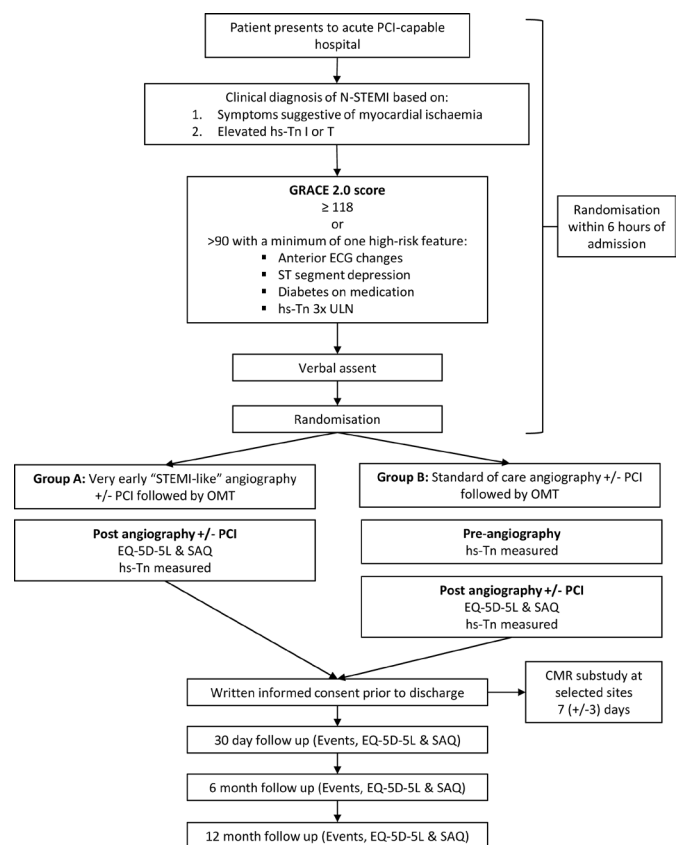 Patient presents to acute PCI-capable
hospital
Clinical diagnosis of N-STEMI based on:
1. Symptoms suggestive of myocardial ischaemia
2. Elevated hs-Tn I or T
GRACE 2.0 score
≥ 118
or
>90 with a minimum of one high-risk feature:
▪ Anterior ECG changes
▪ ST segment depression
▪ Diabetes on medication
▪ hs-Tn 3x ULN
Randomisation
within 6 hours of
admission
Verbal assent
Randomisation
Group A: Very early “STEMI-like” angiography
+/- PCI followed by OMT
Group B: Standard of care angiography +/- PCI
followed by OMT
Post angiography +/- PCI
EQ-5D-5L & SAQ
hs-Tn measured
Pre-angiography
hs-Tn measured
Post angiography +/- PCI
EQ-5D-5L & SAQ
hs-Tn measured
Written informed consent prior to discharge
CMR substudy at
selected sites
7 (+/-3) days
30 day follow up (Events, EQ-5D-5L & SAQ)
6 month follow up (Events, EQ-5D-5L & SAQ)
12 month follow up (Events, EQ-5D-5L & SAQ)